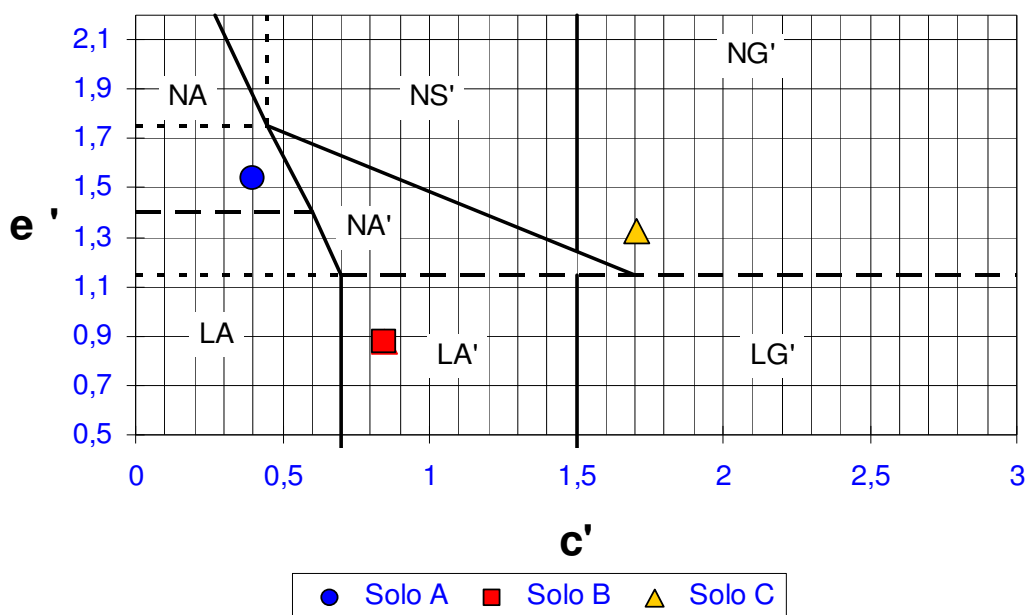 2,1
1,9
1,7
1,5
1,3
1,1
0,9
0,7
0,5
e '
NA
NS'
NG'
NA'
LA
LA'
LG'
0 0,5 1 1,5 2 2,5 3
c'
Solo A Solo B Solo C